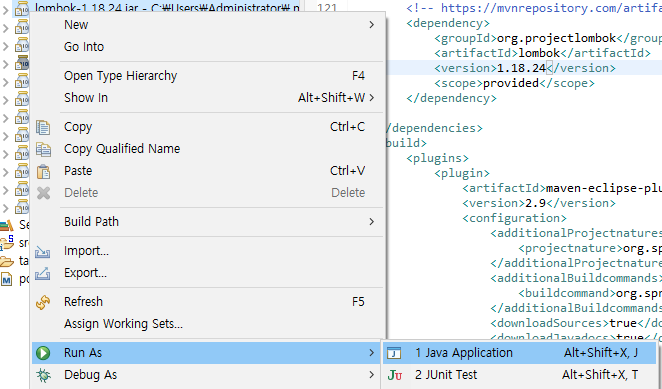 lombok-1.18.24.jar - C:₩Users₩Administrator₩.m
New
Go Into
Open Type Hierarchy F4
Show In Alt+Shift+W >
Copy Ctrl+C
Copy Qualified Name
Paste Ctrl+V
Delete Delete
Build Path
Import...
Export...
Refresh F5
Assign Working Sets...
Run As
Debug As
1 Java Application Alt+Shift+X, J
2 JUnit Test Alt+Shift+X, T
Se
src
ta
po
121
<!-- https://mvnrepository.com/artifa
<dependency>
<groupId>org.projectlombok</group
<artifactId>lombok</artifactId>
<version>1.18.24</version>
<scope>provided</scope>
</dependency>
/dependencies>
build>
<plugins>
<plugin>
<artifactId>maven-eclipse-plu
<version>2.9</version>
<configuration>
<additionalProjectnatures
<projectnature>org.sp
</additionalProjectnature
<additionalBuildcommands>
<buildcommand>org.spr
</additionalBuildcommands
<downloadSources>true</do
<downloadJavadocs>true</d